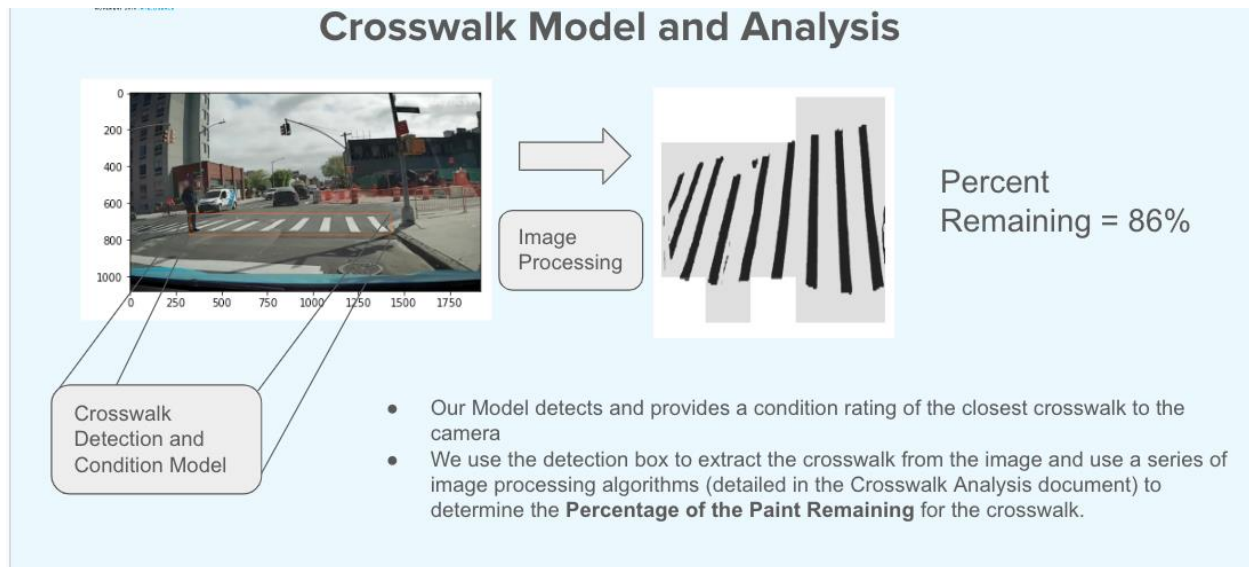 Crosswalk Model and Analysis
0
200
400
600
800
1000
0 250 500 750 1000 1250 1500 1750
Image
Processing
Percent
Remaining = 86%
Crosswalk
Detection and
Condition Model
● Our Model detects and provides a condition rating of the closest crosswalk to the
camera
● We use the detection box to extract the crosswalk from the image and use a series of
image processing algorithms (detailed in the Crosswalk Analysis document) to
determine the Percentage of the Paint Remaining for the crosswalk.